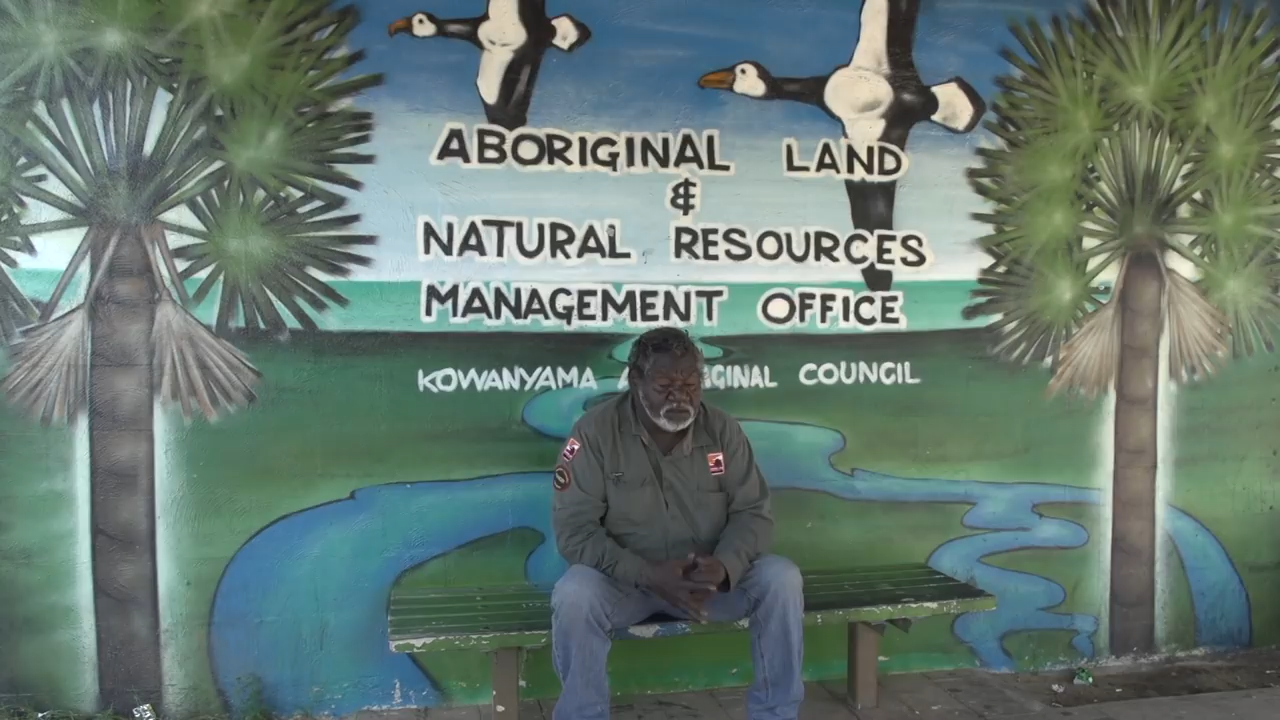 ABORIGINAL LAND
&
NATURAL RESOURCES
MANAGEMENT OFFICE
KOWANYAMA COUNCIL